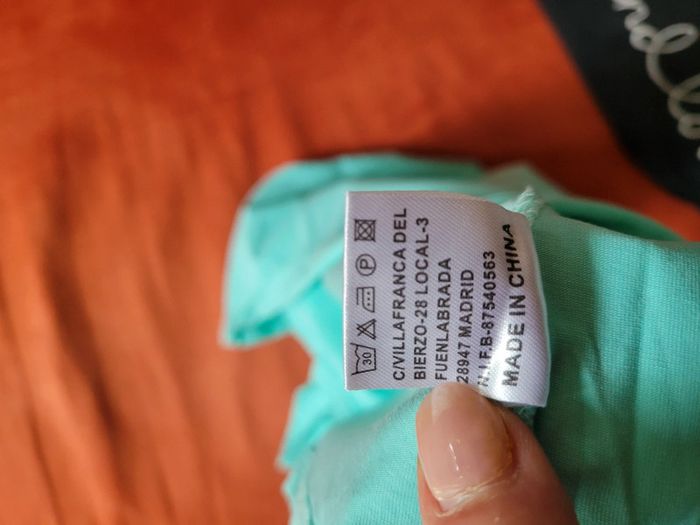 30
P
C/VILLAFRANCA DEL
BIERZO-28 LOCAL-3
FUENLABRADA
28947 MADRID
N.I.F.B-87540563
MADE IN CHINA